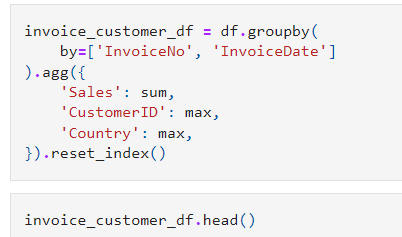 invoice_customer_df = df.groupby(
    by=['InvoiceNo', 'InvoiceDate']
).agg({
    'Sales': sum,
    'CustomerID': max,
    'Country': max,
}).reset_index()
invoice_customer_df.head()